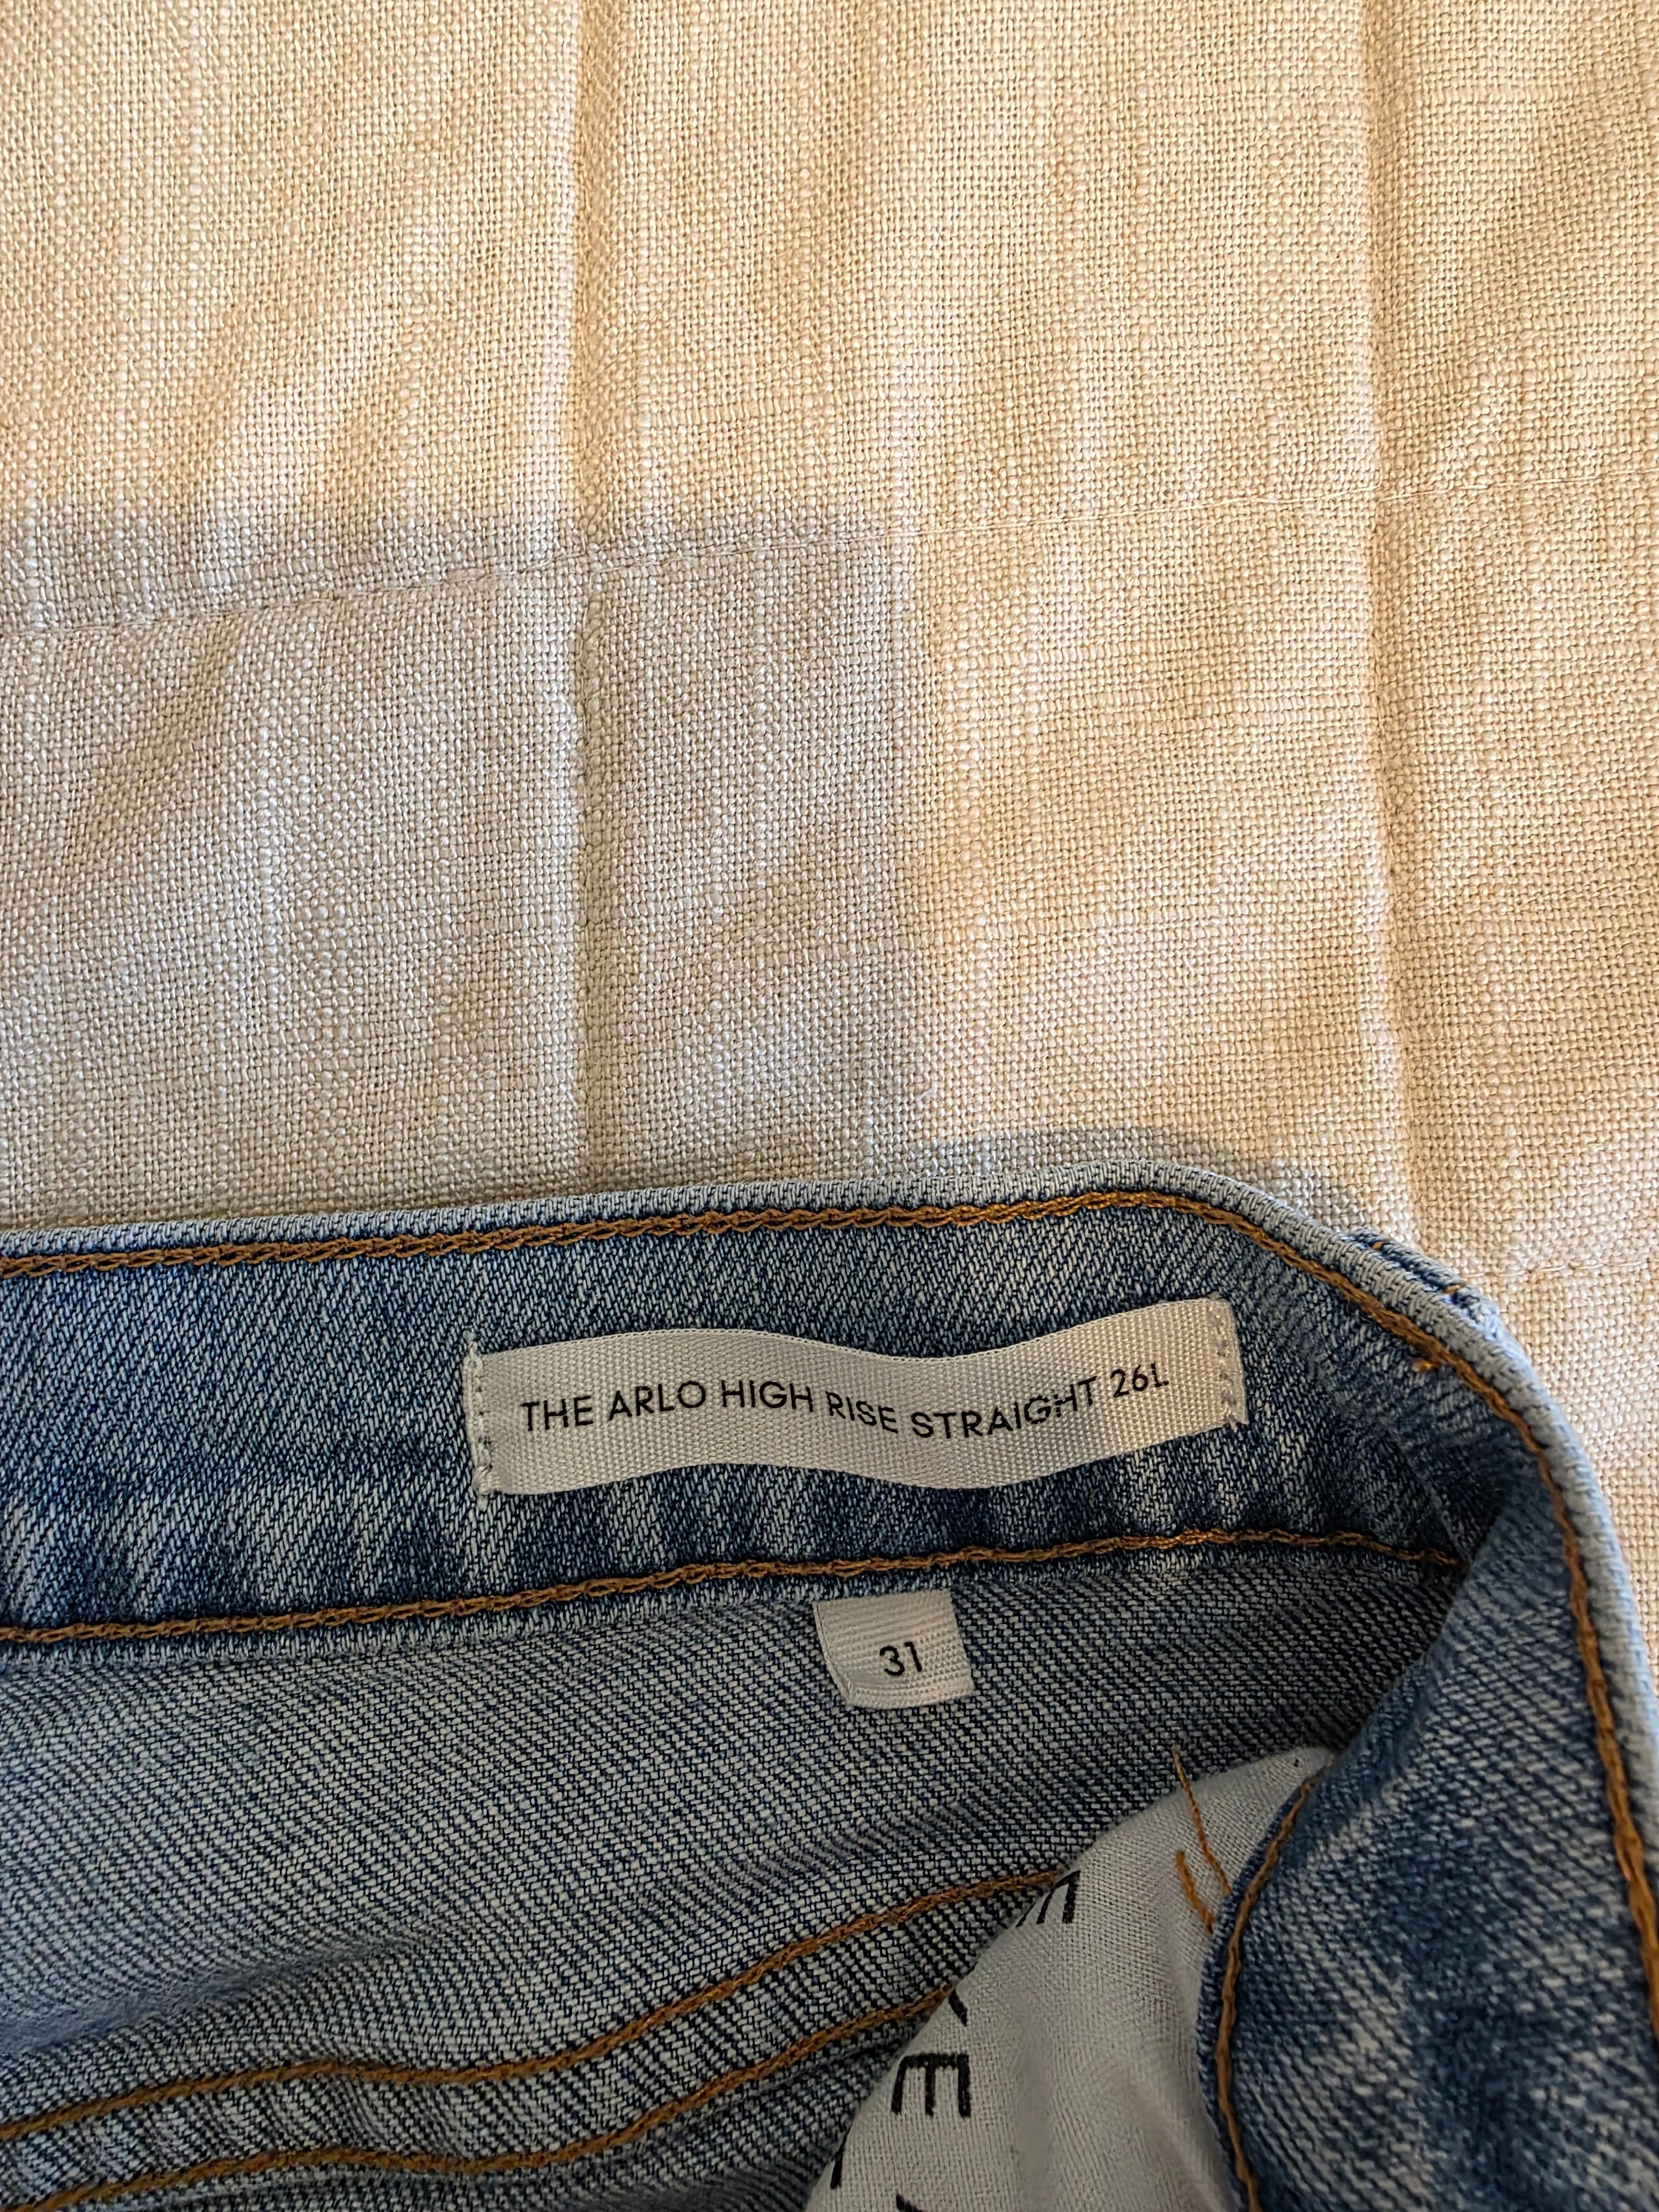 THE ARLO HIGH RISE STRAIGHT 26L
31